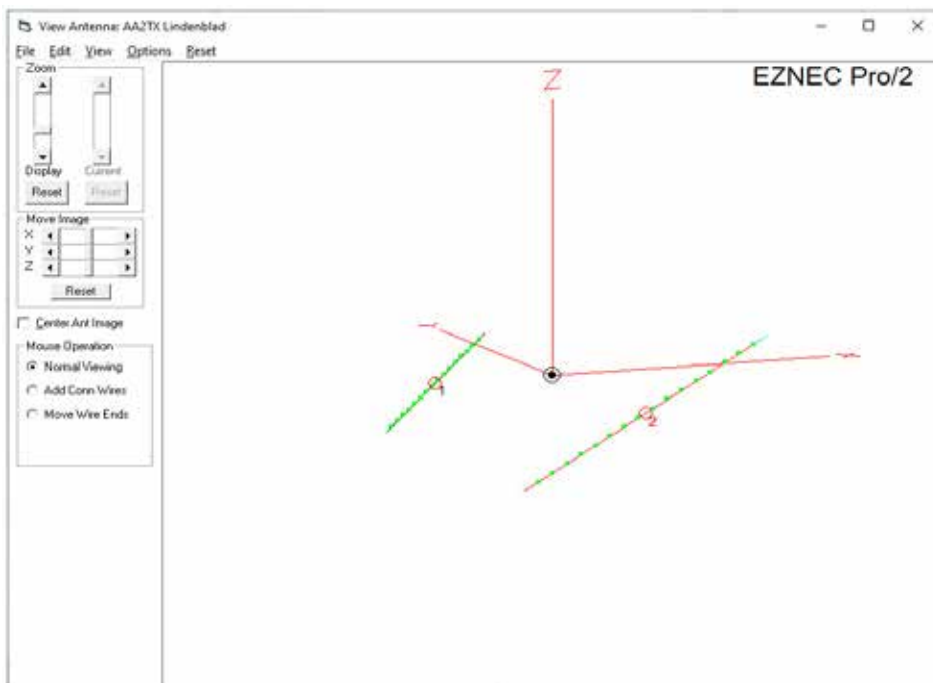 View Antenna: AA2TX Lindenblad
File Edit View Options Reset
Zoom
Display Current
Reset Reset
Move Image
X
Y
Z
Reset
Center Ant Image
Mouse Operation
Normal Viewing
Add Conn Wires
Move Wire Ends
EZNEC Pro/2
Z
Y
X
1
2